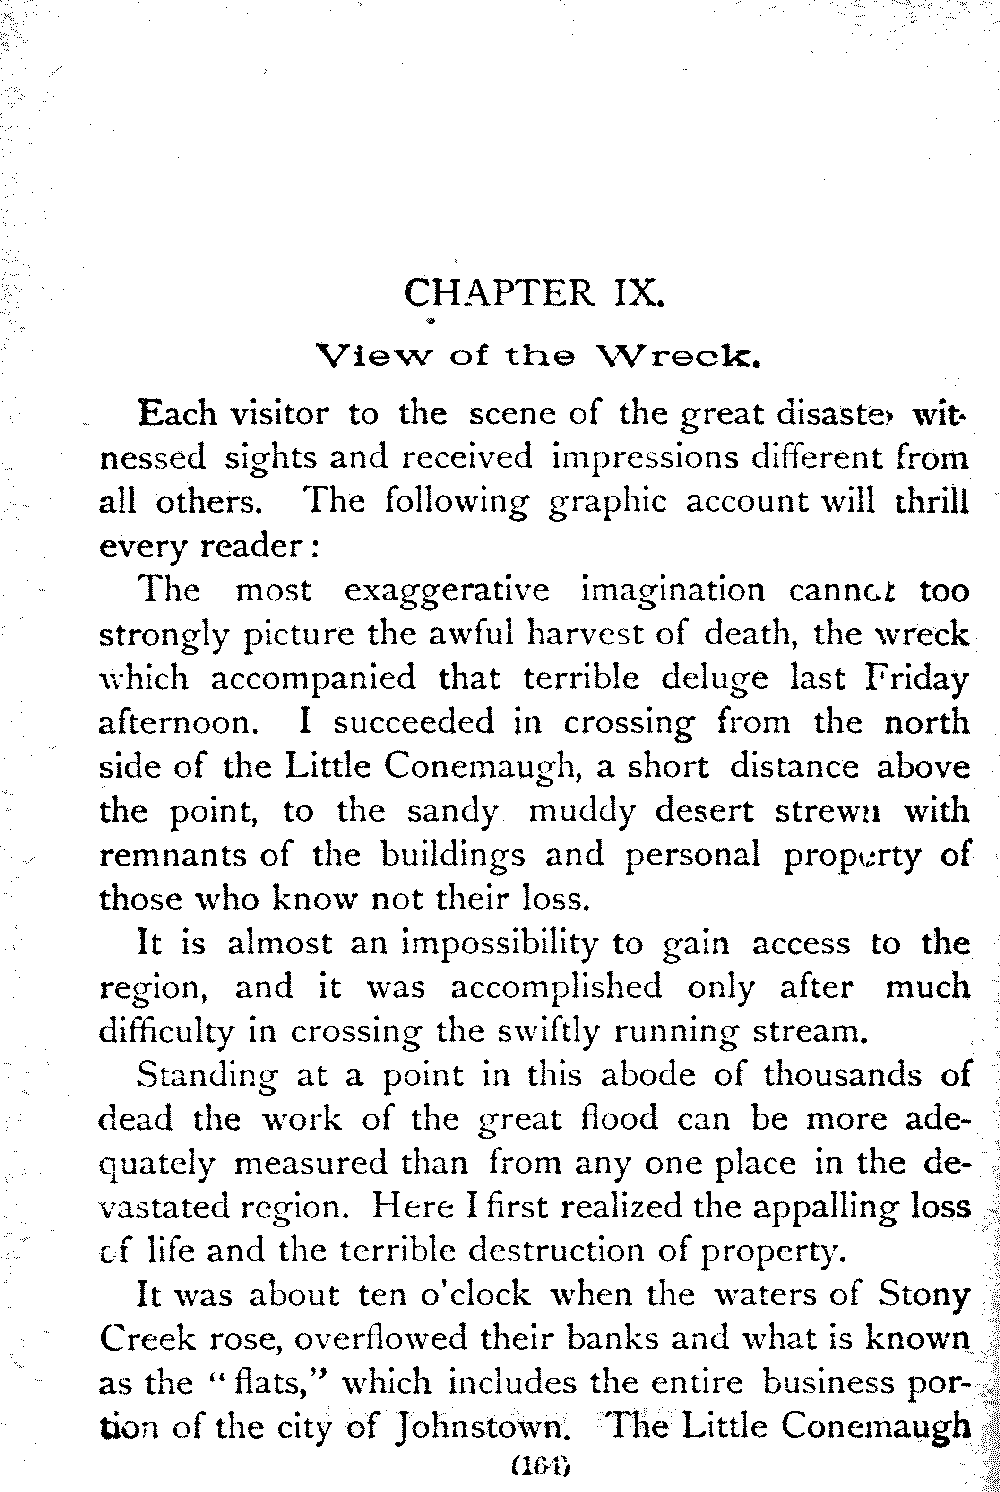 CHAPTER IX.
View of the Wreck.
Each visitor to the scene of the great disaster wit-
nessed sights and received impressions different from
all others. The following graphic account will thrill
every reader :
The most exaggerative imagination cannot too
strongly picture the awful harvest of death, the wreck
which accompanied that terrible deluge last Friday
afternoon. I succeeded in crossing from the north
side of the Little Conemaugh, a short distance above
the point, to the sandy muddy desert strewn with
remnants of the buildings and personal property of
those who know not their loss.
It is almost an impossibility to gain access to the
region, and it was accomplished only after much
difficulty in crossing the swiftly running stream.
Standing at a point in this abode of thousands of
dead the work of the great flood can be more ade-
quately measured than from any one place in the de-
vastated region. Here I first realized the appalling loss
of life and the terrible destruction of property.
It was about ten o'clock when the waters of Stony
Creek rose, overflowed their banks and what is known
as the "flats," which includes the entire business por-
tion of the city of Johnstown. The Little Conemaugh
(164)